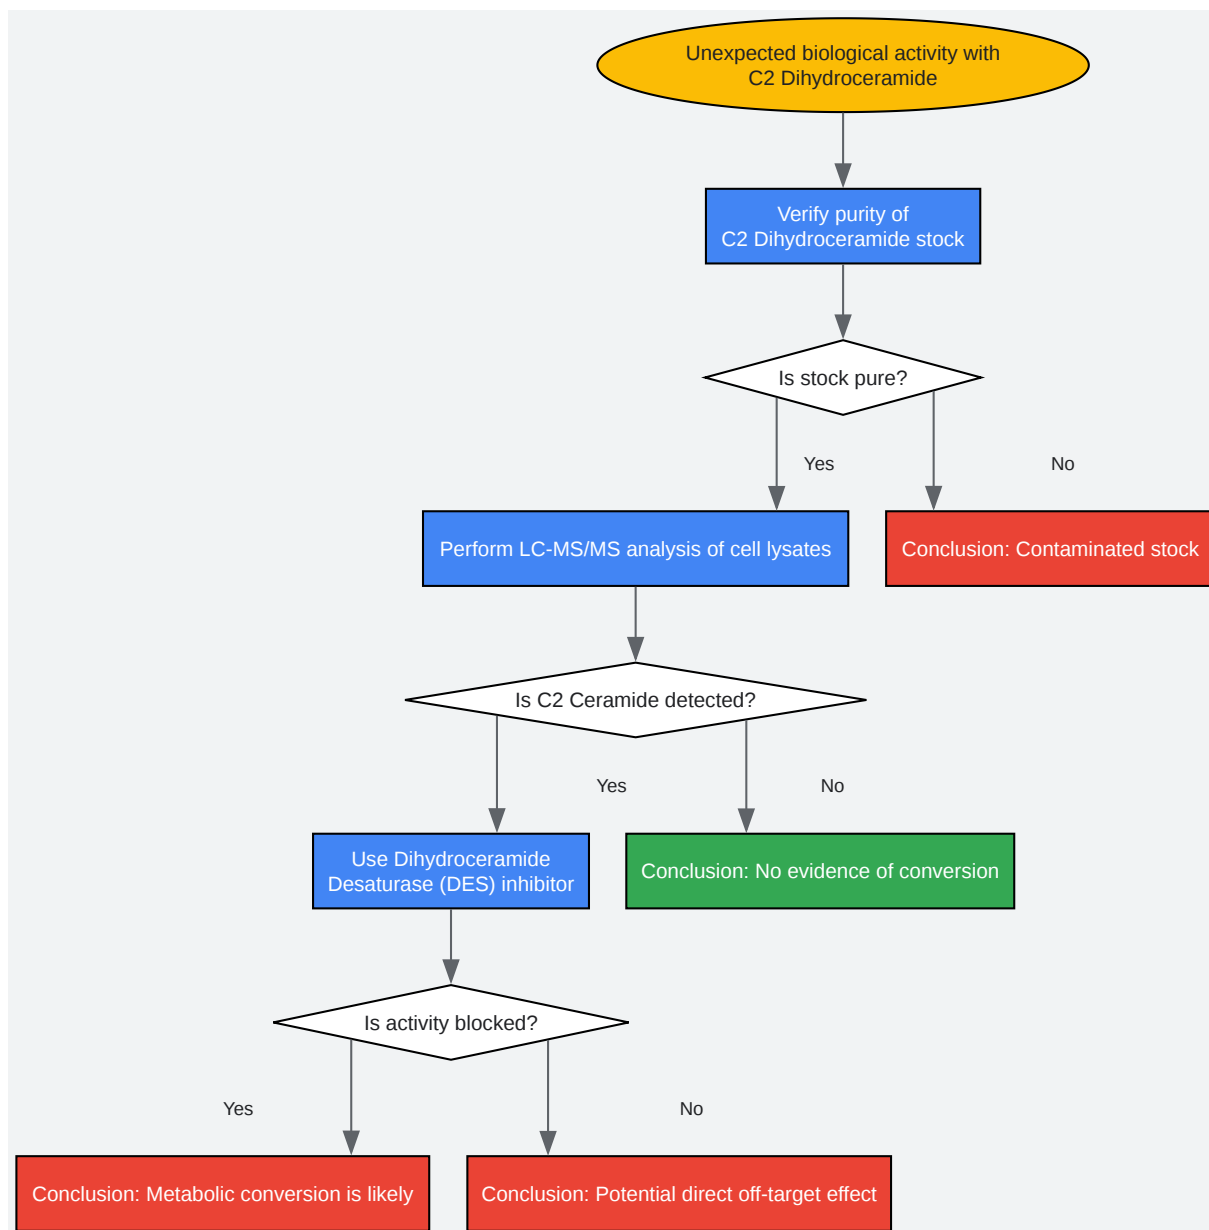 Unexpected biological activity with
C2 Dihydroceramide
Verify purity of
C2 Dihydroceramide stock
Is stock pure?
Yes
No
Perform LC-MS/MS analysis of cell lysates
Conclusion: Contaminated stock
Is C2 Ceramide detected?
Yes
No
Use Dihydroceramide
Desaturase (DES) inhibitor
Conclusion: No evidence of conversion
Is activity blocked?
Yes
No
Conclusion: Metabolic conversion is likely
Conclusion: Potential direct off-target effect